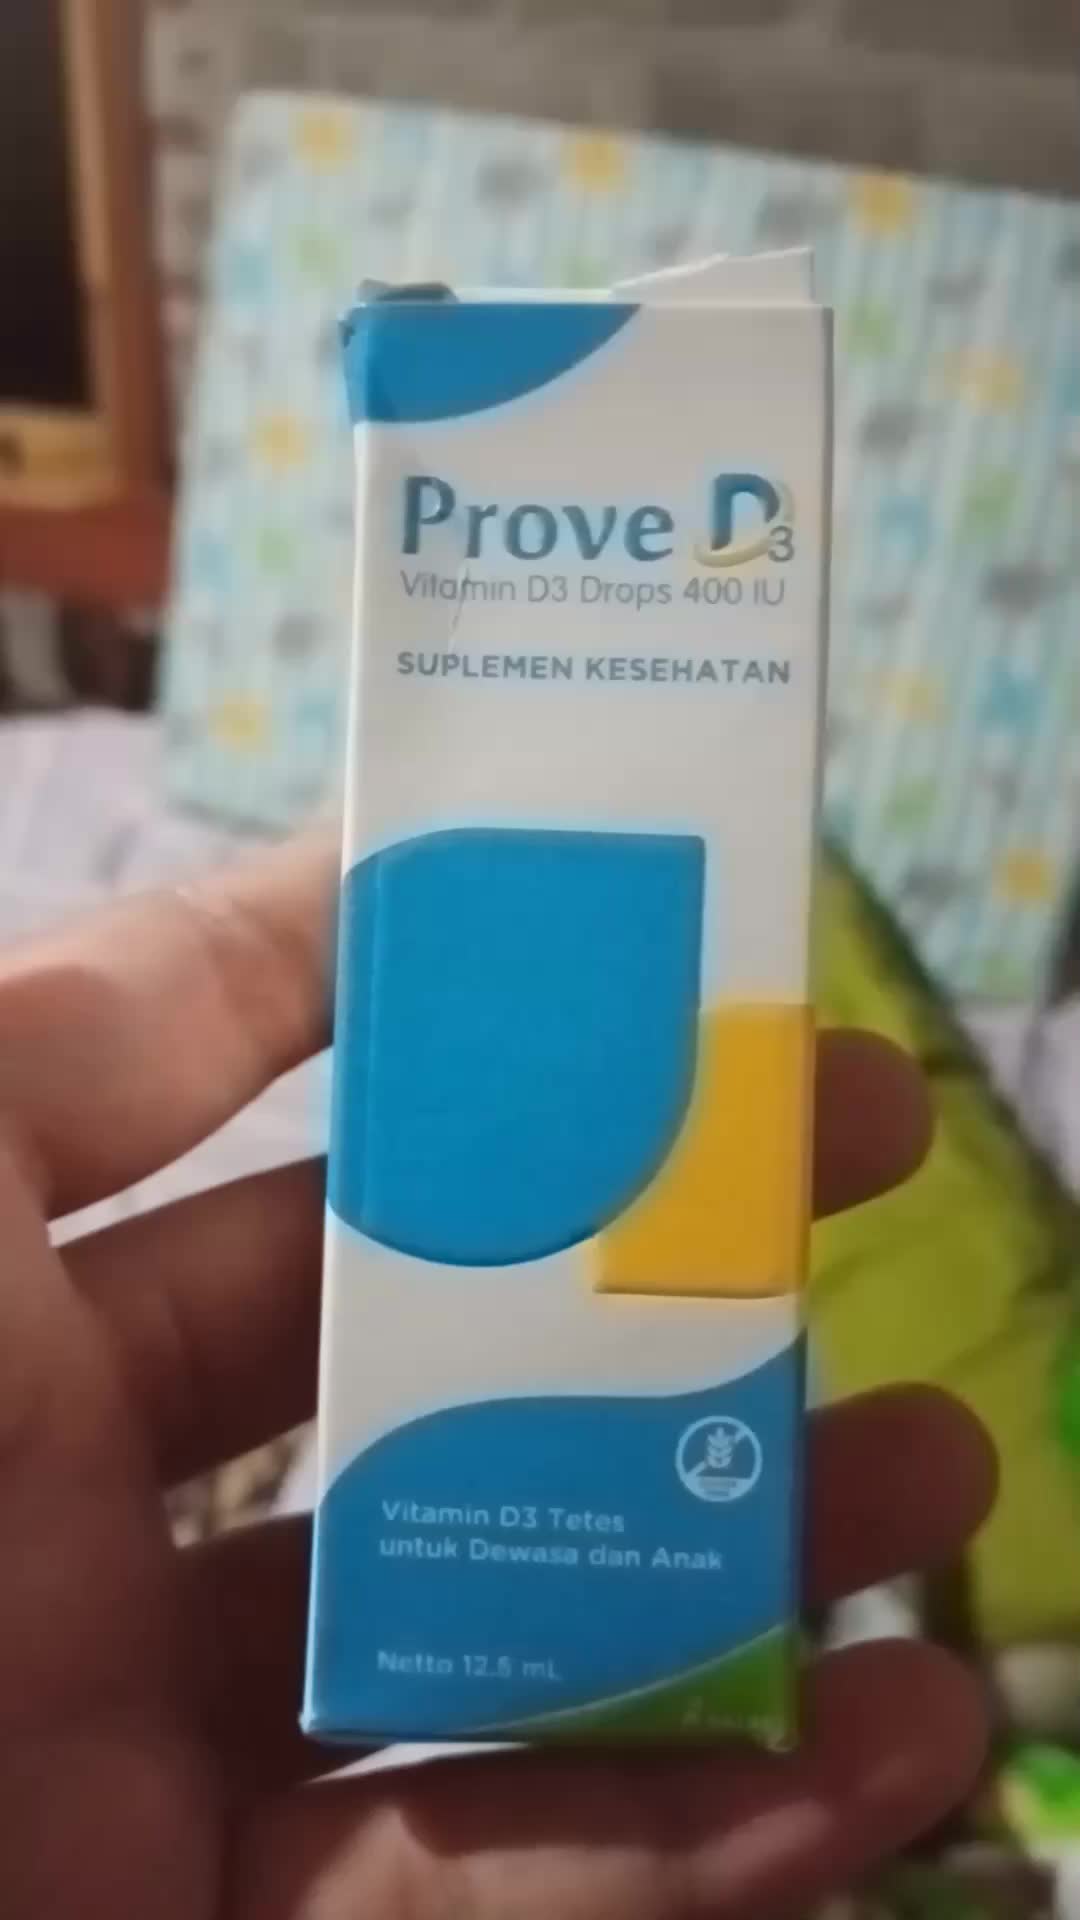 Prove D3
Vitamin D3 Drops 400 IU
SUPLEMEN KESEHATAN
Vitamin D3 Tetes
untuk Dewasa dan Anak
Netto 12.5 mL